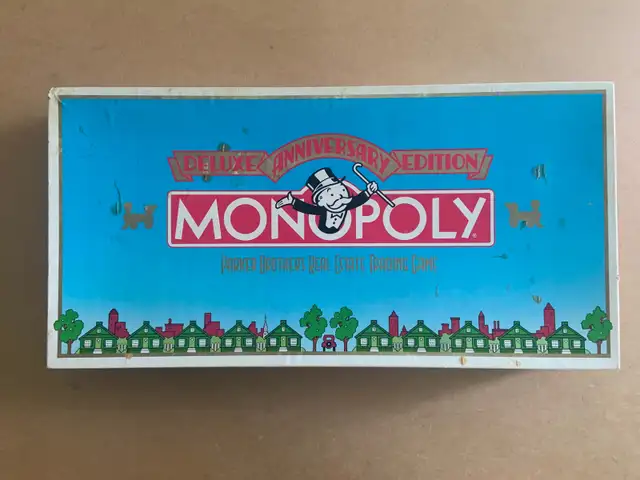 DELUXE ANNIVERSARY EDITION
MONOPOLY®
PARKER BROTHERS REAL ESTATE TRADING GAME